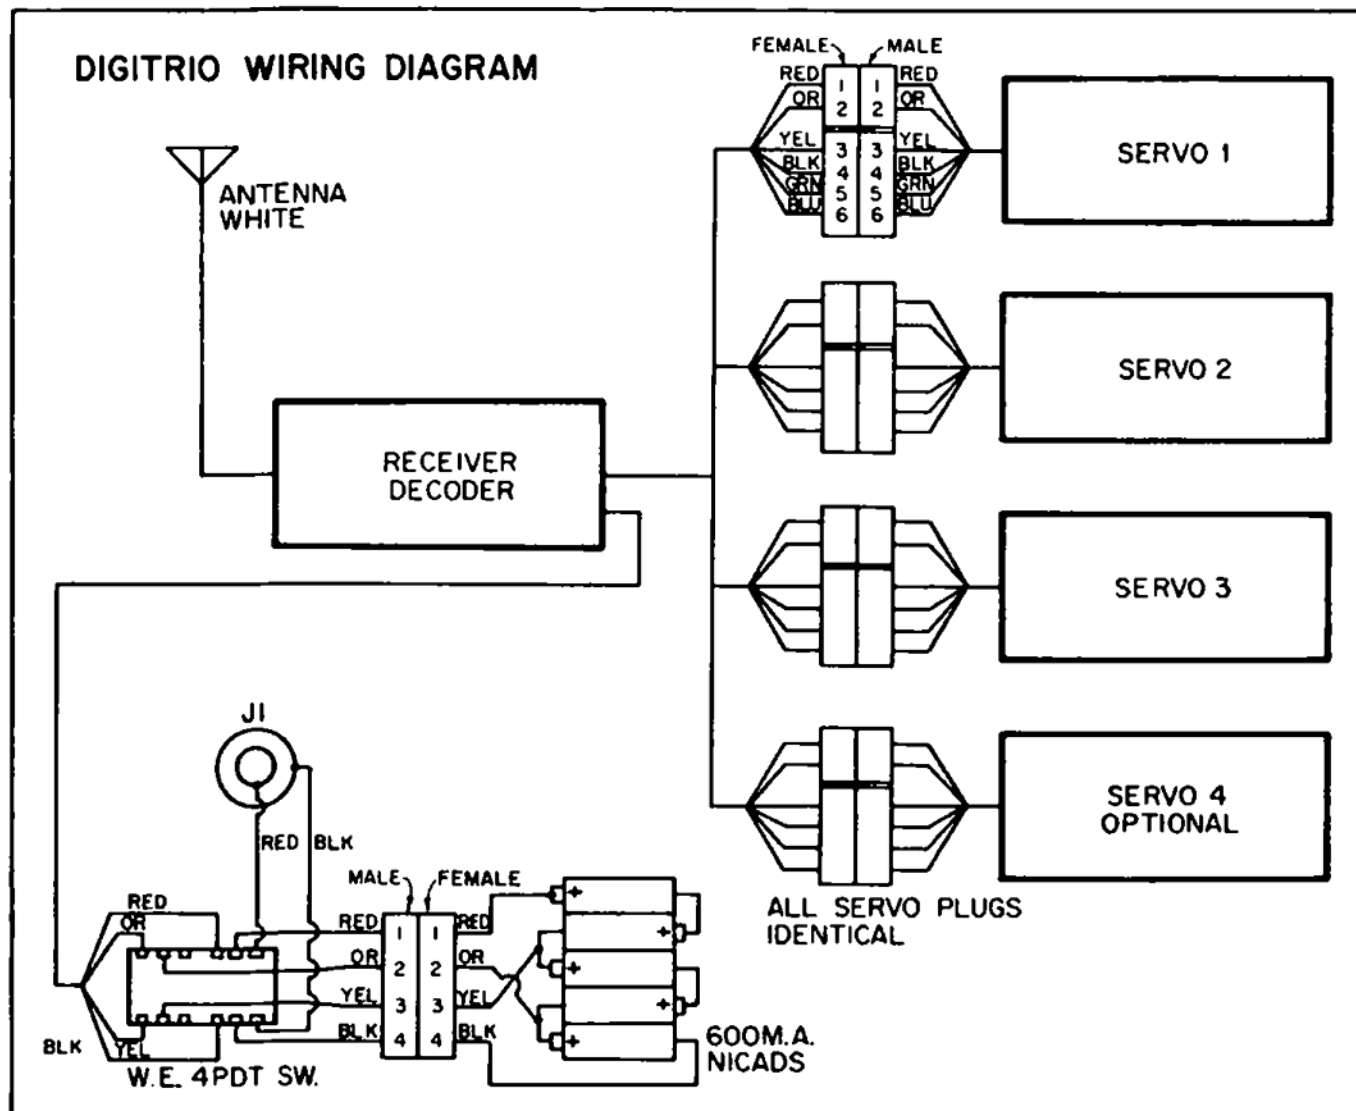 DIGITRIO WIRING DIAGRAM
ANTENNA
WHITE
FEMALE MALE
RED 1 1 RED
OR 2 2 OR
YEL 3 3 YEL
BLK 4 4 BLK
GRN 5 5 GRN
BLU 6 6 BLU
SERVO 1
SERVO 2
RECEIVER
DECODER
SERVO 3
SERVO 4
OPTIONAL
ALL SERVO PLUGS
IDENTICAL
J1
RED BLK
MALE FEMALE
RED
OR
RED 1 1 RED
OR 2 2 OR
YEL 3 3 YEL
BLK 4 4 BLK
+
+
+
+
+
BLK YEL
W.E. 4PDT SW.
600M.A.
NICADS